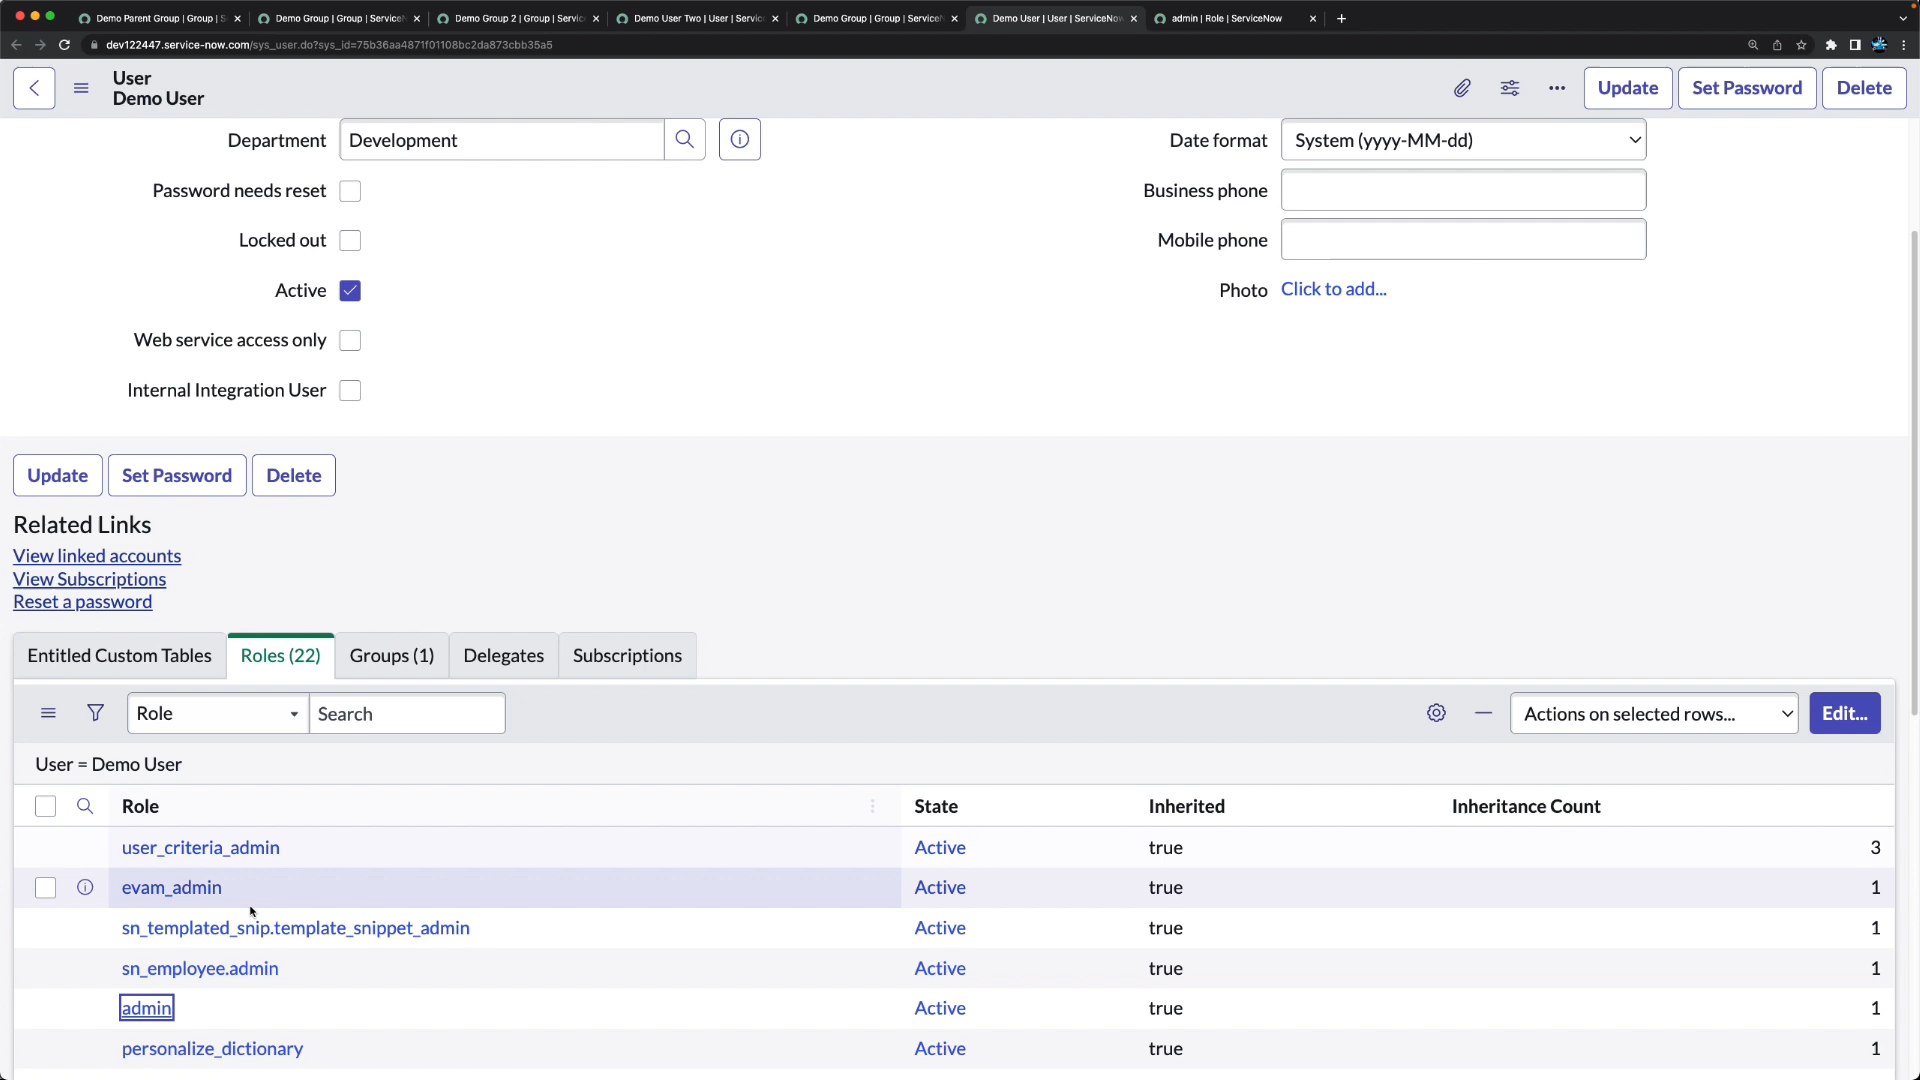 Demo Parent Group | Group | S
Demo Group | Group | ServiceN
Demo Group 2 | Group | Servic
Demo User Two | User | Service
Demo Group | Group | ServiceN
Demo User | User | ServiceNow
admin | Role | ServiceNow
dev122447.service-now.com/sys_user.do?sys_id=75b36aa4871f01108bc2da873cbb35a5
User
Demo User
Update
Set Password
Delete
Department
Development
Date format
System (yyyy-MM-dd)
Password needs reset
Business phone
Locked out
Mobile phone
Active
Photo
Click to add...
Web service access only
Internal Integration User
Update
Set Password
Delete
Related Links
View linked accounts
View Subscriptions
Reset a password
Entitled Custom Tables
Roles (22)
Groups (1)
Delegates
Subscriptions
Role
Search
Actions on selected rows...
Edit...
User = Demo User
Role State Inherited Inheritance Count
user_criteria_admin Active true 3
evam_admin Active true 1
sn_templated_snip.template_snippet_admin Active true 1
sn_employee.admin Active true 1
admin Active true 1
personalize_dictionary Active true 1